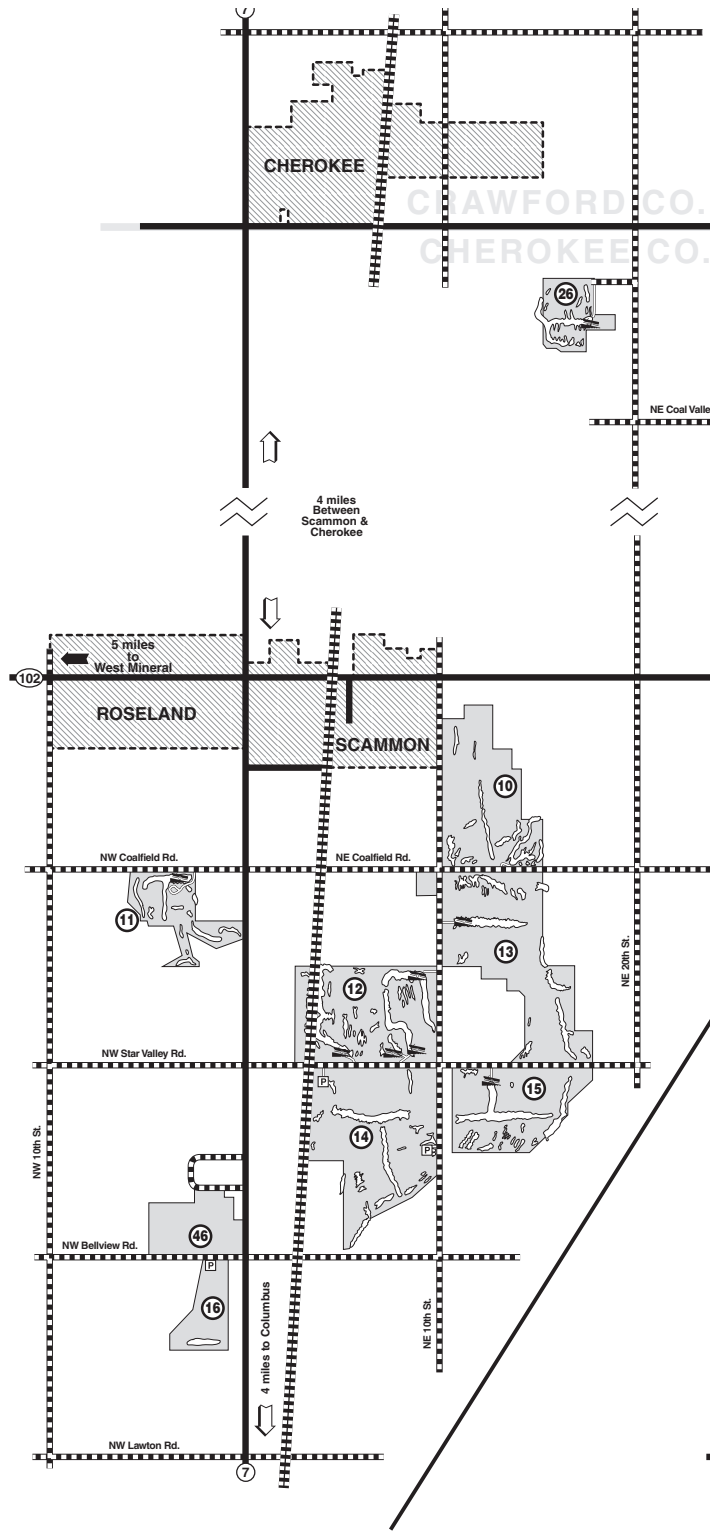 7
CHEROKEE
CRAWFORD CO.
CHEROKEE CO.
26
NE Coal Valle
4 miles
Between
Scammon &
Cherokee
5 miles
to
West Mineral
102
ROSELAND
SCAMMON
10
NW Coalfield Rd.
NE Coalfield Rd.
11
13
NE 20th St.
12
NW Star Valley Rd.
P
15
14
P
NW 10th St.
46
NW Bellview Rd.
P
16
4 miles to Columbus
NE 10th St.
NW Lawton Rd.
7